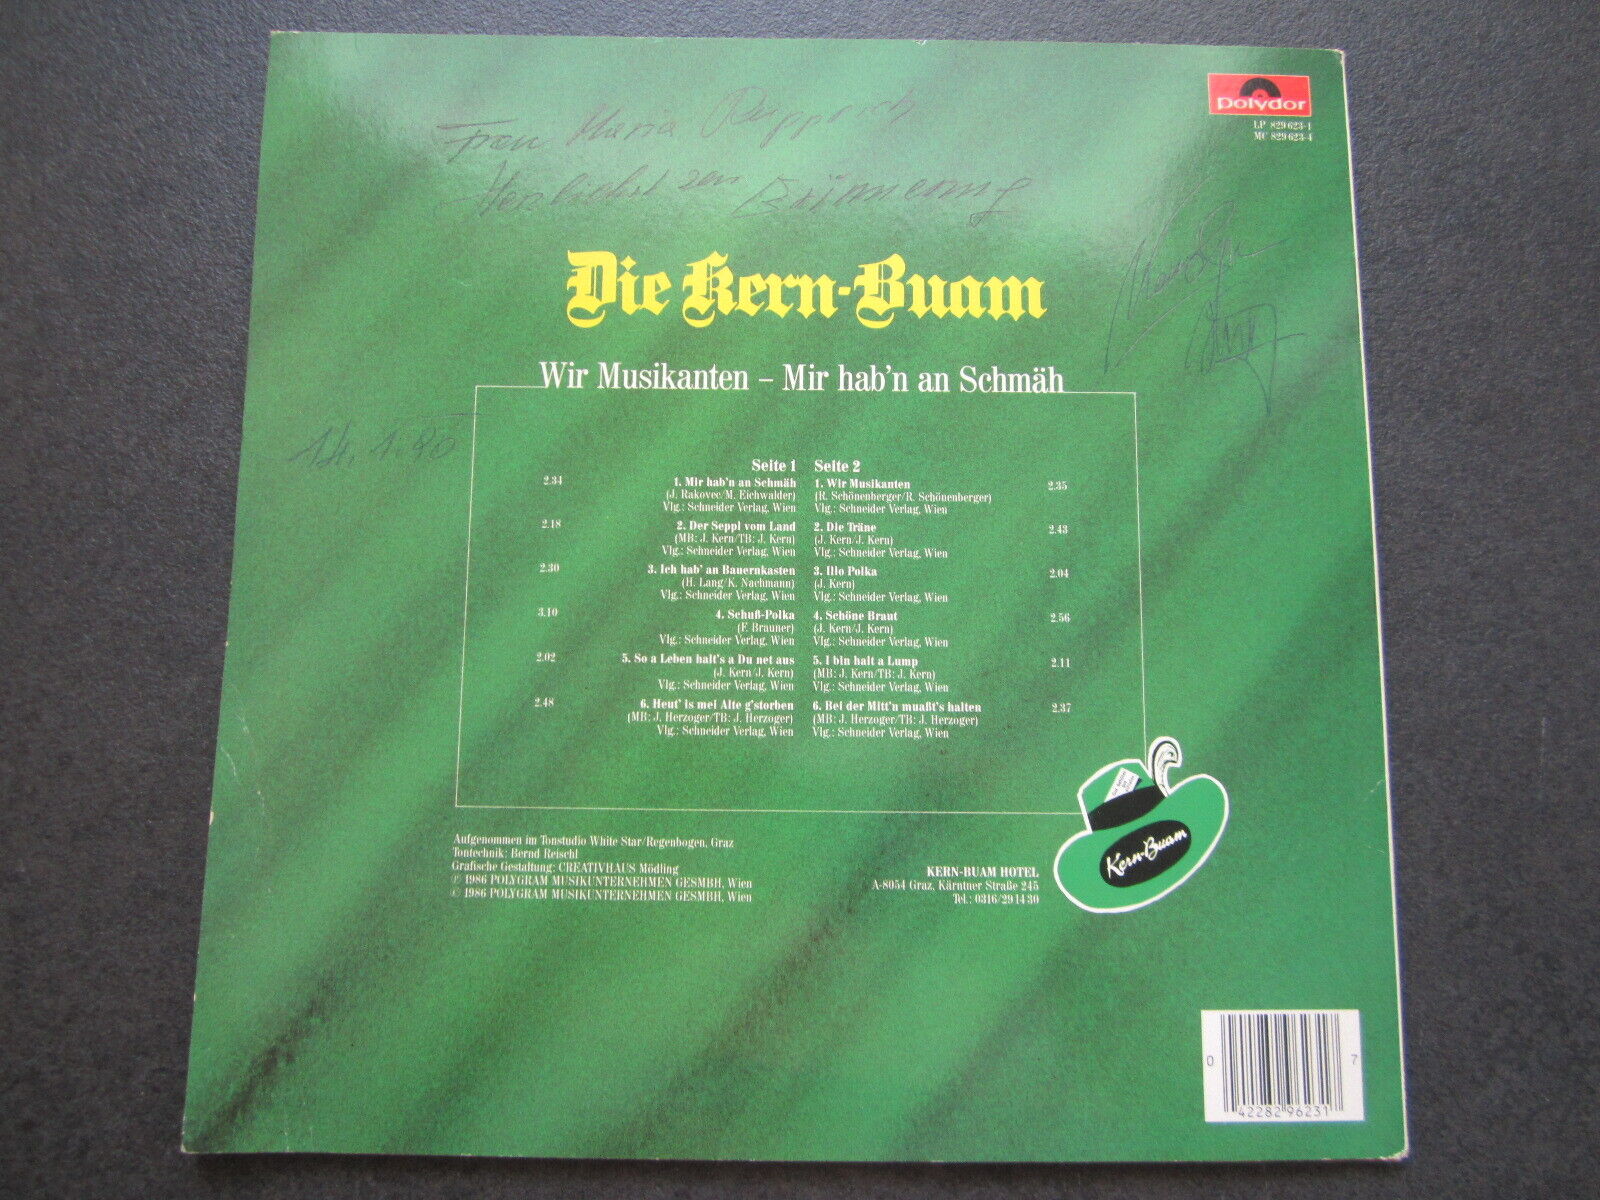 polydor
LP 829 623-1
MC 829 623-4
Frau Maria
Herzlichst zur Erinnerung
Die Kern-Buam
Wir Musikanten – Mir hab'n an Schmäh
14. 1. 90
Seite 1
2.34 1. Mir hab'n an Schmäh
(J. Rakovec/M. Eichwalder)
Vlg.: Schneider Verlag, Wien
2.18 2. Der Seppl vom Land
(MB: J. Kern/TB: J. Kern)
Vlg.: Schneider Verlag, Wien
2.30 3. Ich hab' an Bauernkasten
(H. Lang/K. Nachmann)
Vlg.: Schneider Verlag, Wien
3.10 4. Schuß-Polka
(F. Brauner)
Vlg.: Schneider Verlag, Wien
2.02 5. So a Leben halt's a Du net aus
(J. Kern/J. Kern)
Vlg.: Schneider Verlag, Wien
2.48 6. Heut' is mei Alte g'storben
(MB: J. Herzoger/TB: J. Herzoger)
Vlg.: Schneider Verlag, Wien
Seite 2
1. Wir Musikanten 2.35
(R. Schönenberger/R. Schönenberger)
Vlg.: Schneider Verlag, Wien
2. Die Träne 2.43
(J. Kern/J. Kern)
Vlg.: Schneider Verlag, Wien
3. Illo Polka 2.04
(J. Kern)
Vlg.: Schneider Verlag, Wien
4. Schöne Braut 2.56
(J. Kern/J. Kern)
Vlg.: Schneider Verlag, Wien
5. I bin halt a Lump 2.11
(MB: J. Kern/TB: J. Kern)
Vlg.: Schneider Verlag, Wien
6. Bei der Mitt'n muaßt's halten 2.37
(MB: J. Herzoger/TB: J. Herzoger)
Vlg.: Schneider Verlag, Wien
Kern-Buam
Aufgenommen im Tonstudio White Star/Regenbogen, Graz
Tontechnik: Bernd Reischl
Grafische Gestaltung: CREATIVHAUS Mödling
℗ 1986 POLYGRAM MUSIKUNTERNEHMEN GESMBH, Wien
© 1986 POLYGRAM MUSIKUNTERNEHMEN GESMBH, Wien
KERN-BUAM HOTEL
A-8054 Graz, Kärntner Straße 245
Tel.: 0316/29 14 30
0 42282 96231 7